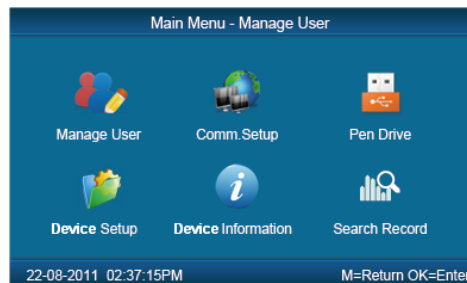 Main Menu - Manage User
Manage User Comm.Setup Pen Drive
Device Setup Device Information Search Record
22-08-2011 02:37:15PM M=Return OK=Enter